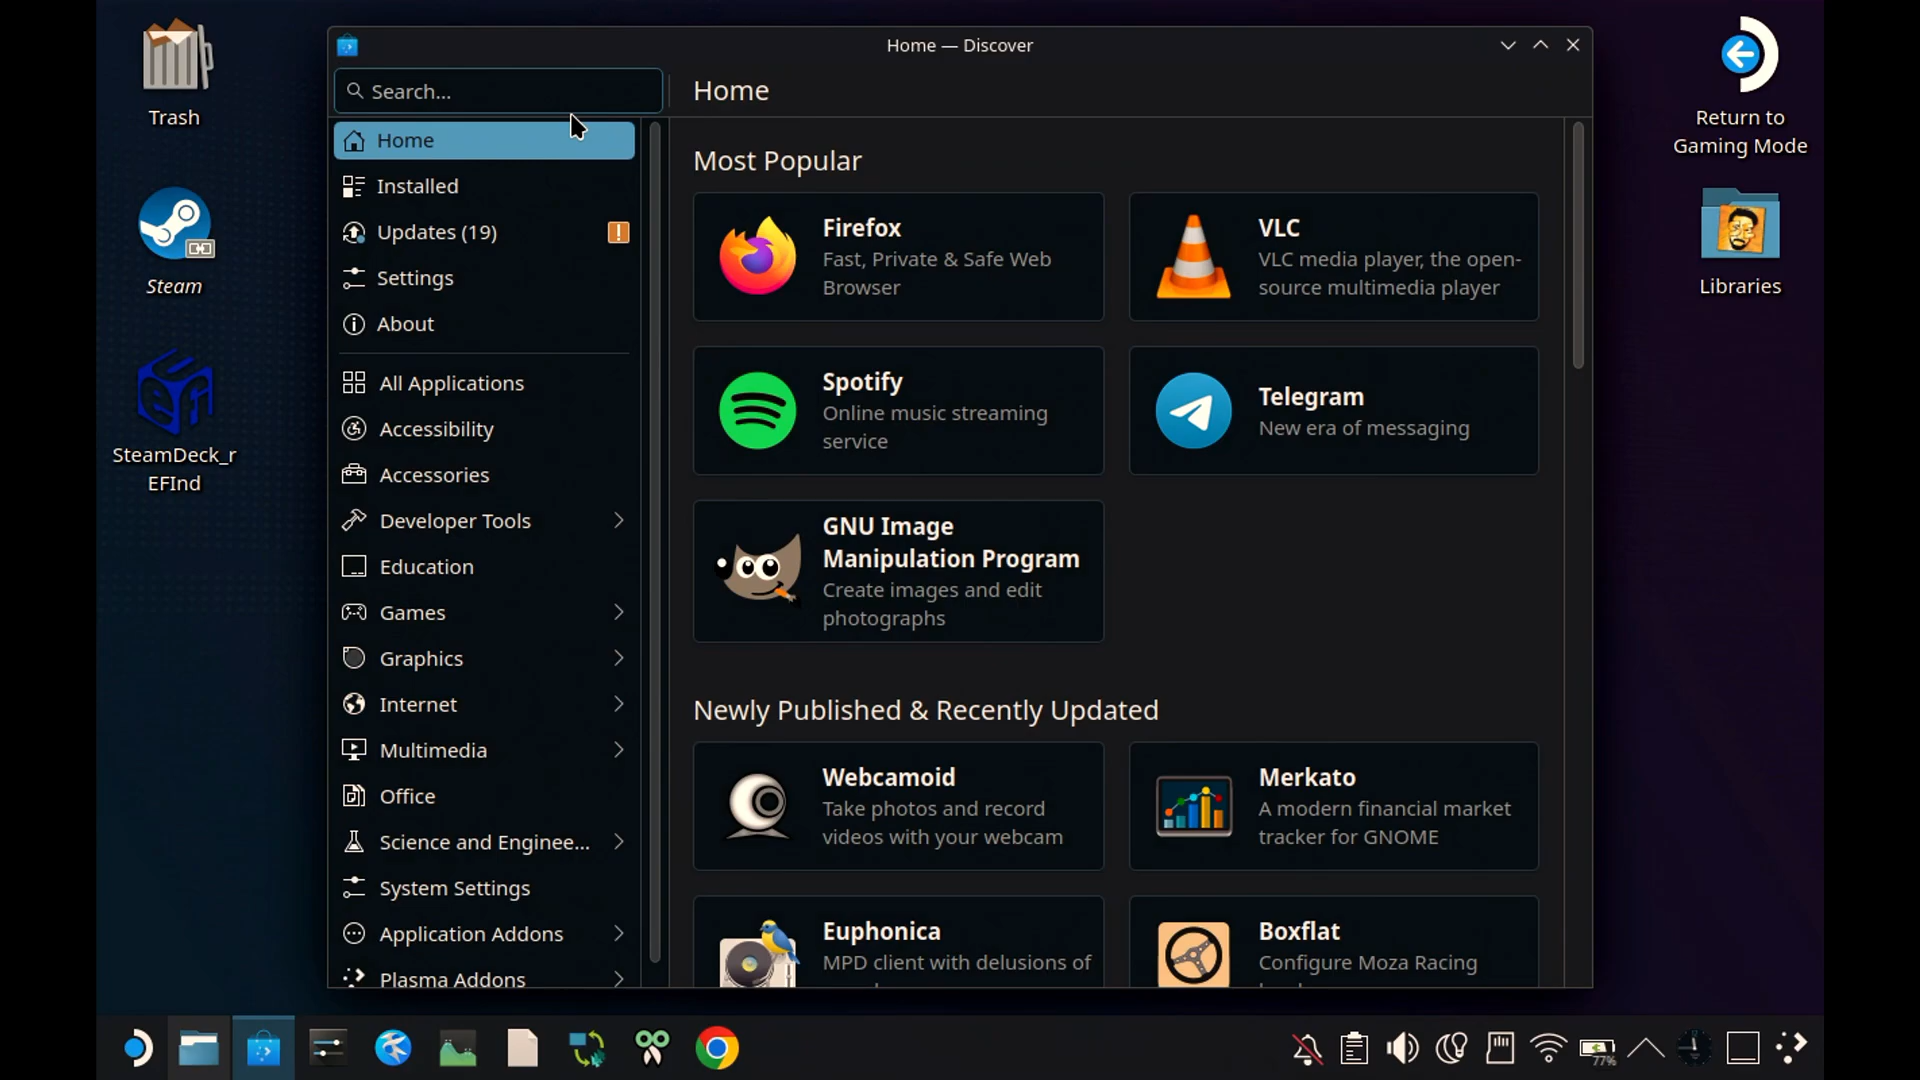 Home — Discover
Trash
Steam
SteamDeck_r
EFInd
Return to
Gaming Mode
Libraries
Search...
Home
Installed
Updates (19)
Settings
About
All Applications
Accessibility
Accessories
Developer Tools
Education
Games
Graphics
Internet
Multimedia
Office
Science and Enginee...
System Settings
Application Addons
Plasma Addons
Home
Most Popular
Firefox
Fast, Private & Safe Web
Browser
VLC
VLC media player, the open-
source multimedia player
Spotify
Online music streaming
service
Telegram
New era of messaging
GNU Image
Manipulation Program
Create images and edit
photographs
Newly Published & Recently Updated
Webcamoid
Take photos and record
videos with your webcam
Merkato
A modern financial market
tracker for GNOME
Euphonica
MPD client with delusions of
Boxflat
Configure Moza Racing
77%